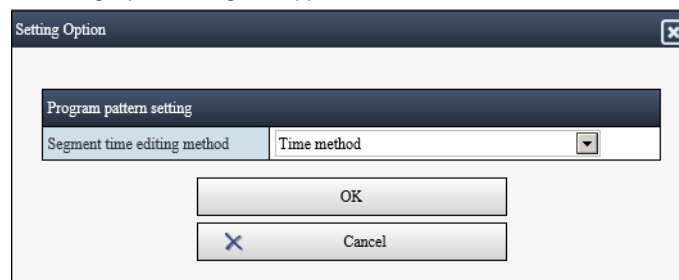 Setting Option
Program pattern setting
Segment time editing method Time method
OK
Cancel